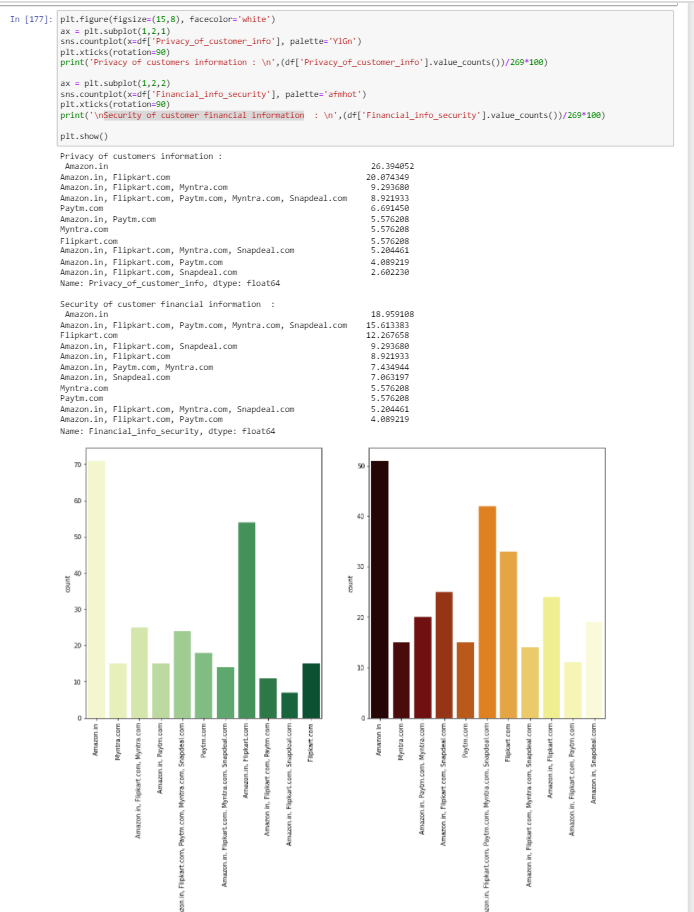 In [177]: plt.figure(figsize=(15,8), facecolor='white')
ax = plt.subplot(1,2,1)
sns.countplot(x=df['Privacy_of_customer_info'], palette='YlGn')
plt.xticks(rotation=90)
print('Privacy of customers information : \n',(df['Privacy_of_customer_info'].value_counts())/269*100)
ax = plt.subplot(1,2,2)
sns.countplot(x=df['Financial_info_security'], palette='afmhot')
plt.xticks(rotation=90)
print('\nSecurity of customer financial information  : \n',(df['Financial_info_security'].value_counts())/269*100)
plt.show()
Privacy of customers information :
Amazon.in 26.394052
Amazon.in, Flipkart.com 20.074349
Amazon.in, Flipkart.com, Myntra.com 9.293680
Amazon.in, Flipkart.com, Paytm.com, Myntra.com, Snapdeal.com 8.921933
Paytm.com 6.691450
Amazon.in, Paytm.com 5.576208
Myntra.com 5.576208
Flipkart.com 5.576208
Amazon.in, Flipkart.com, Myntra.com, Snapdeal.com 5.204461
Amazon.in, Flipkart.com, Paytm.com 4.089219
Amazon.in, Flipkart.com, Snapdeal.com 2.602230
Name: Privacy_of_customer_info, dtype: float64
Security of customer financial information  :
Amazon.in 18.959108
Amazon.in, Flipkart.com, Paytm.com, Myntra.com, Snapdeal.com 15.613383
Flipkart.com 12.267658
Amazon.in, Flipkart.com, Snapdeal.com 9.293680
Amazon.in, Flipkart.com 8.921933
Amazon.in, Paytm.com, Myntra.com 7.434944
Amazon.in, Snapdeal.com 7.063197
Myntra.com 5.576208
Paytm.com 5.576208
Amazon.in, Flipkart.com, Myntra.com, Snapdeal.com 5.204461
Amazon.in, Flipkart.com, Paytm.com 4.089219
Name: Financial_info_security, dtype: float64
70
60
50
40
30
20
10
0
count
Amazon.in
Myntra.com
Amazon.in, Flipkart.com, Myntra.com
Amazon.in, Paytm.com
zon.in, Flipkart.com, Paytm.com, Myntra.com, Snapdeal.com
Paytm.com
Amazon.in, Flipkart.com, Myntra.com, Snapdeal.com
Amazon.in, Flipkart.com
Amazon.in, Flipkart.com, Paytm.com
Amazon.in, Flipkart.com, Snapdeal.com
Flipkart.com
50
40
30
20
10
0
count
Amazon.in
Myntra.com
Amazon.in, Paytm.com, Myntra.com
Amazon.in, Flipkart.com, Snapdeal.com
Paytm.com
zon.in, Flipkart.com, Paytm.com, Myntra.com, Snapdeal.com
Flipkart.com
Amazon.in, Flipkart.com, Myntra.com, Snapdeal.com
Amazon.in, Flipkart.com
Amazon.in, Flipkart.com, Paytm.com
Amazon.in, Snapdeal.com